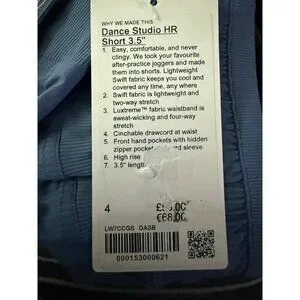 WHY WE MADE THIS
Dance Studio HR
Short 3.5"
1. Easy, comfortable, and never
clingy. We took your favourite
after-practice joggers and made
them into shorts. Lightweight
Swift fabric keeps you cool and
covered any time, any where
2. Swift fabric is lightweight and
two-way stretch
3. Luxtreme™ fabric waistband is
sweat-wicking and four-way
stretch
4. Cinchable drawcord at waist
5. Front hand pockets with hidden
zipper pocket sleeve
6. High rise
7. 3.5" length
4
€68.00
LW7CCGS DASB
000153000621